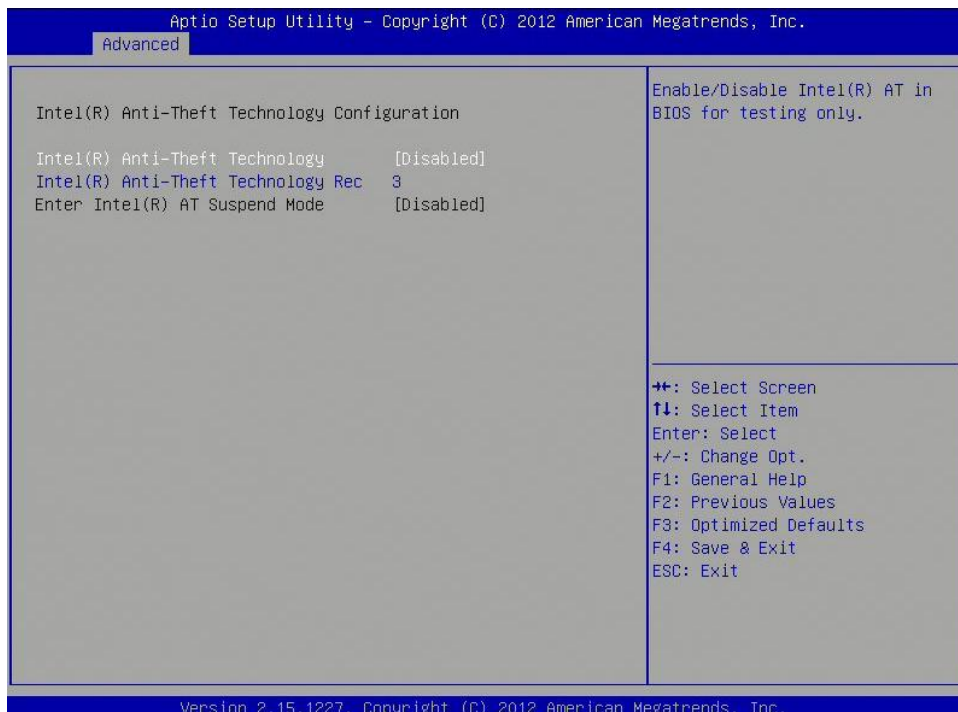 Aptio Setup Utility – Copyright (C) 2012 American Megatrends, Inc.
Advanced
Intel(R) Anti-Theft Technology Configuration
Intel(R) Anti-Theft Technology [Disabled]
Intel(R) Anti-Theft Technology Rec 3
Enter Intel(R) AT Suspend Mode [Disabled]
Enable/Disable Intel(R) AT in
BIOS for testing only.
→←: Select Screen
↑↓: Select Item
Enter: Select
+/-: Change Opt.
F1: General Help
F2: Previous Values
F3: Optimized Defaults
F4: Save & Exit
ESC: Exit
Version 2.15.1227. Copyright (C) 2012 American Megatrends, Inc.